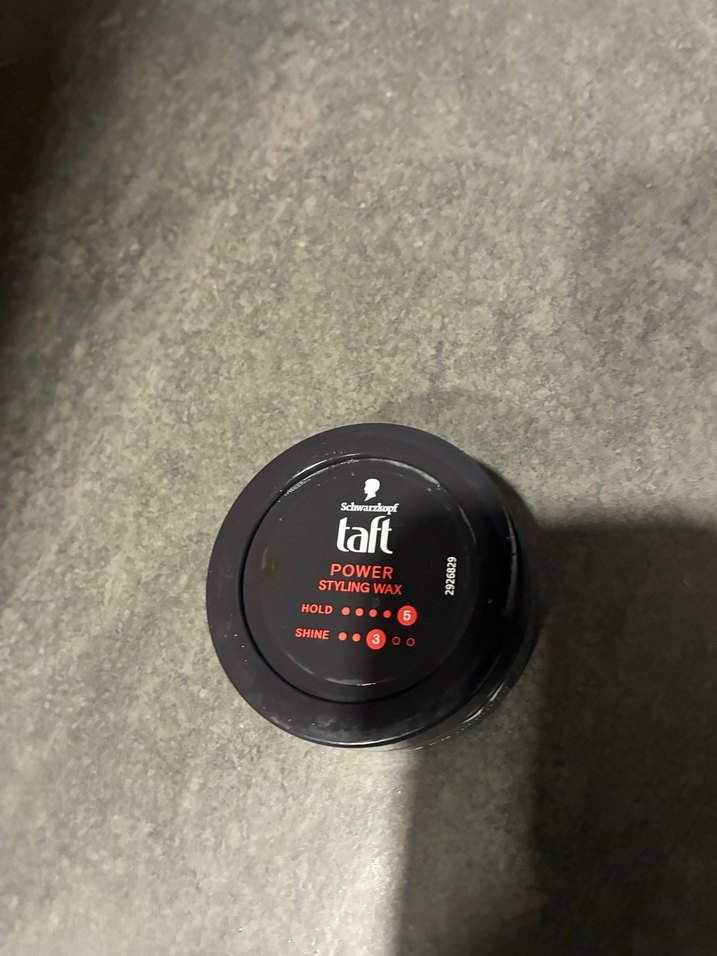 Schwarzkopf
taft
POWER
STYLING WAX
HOLD 5
SHINE 3
2926829